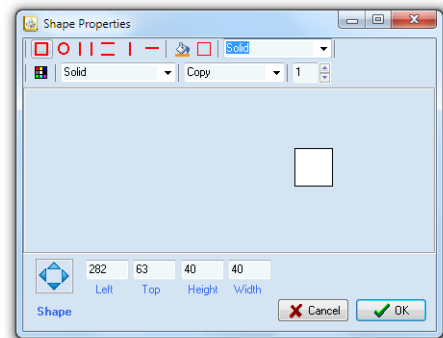 Shape Properties
Solid
Solid Copy 1
282 63 40 40
Left Top Height Width
Shape Cancel OK